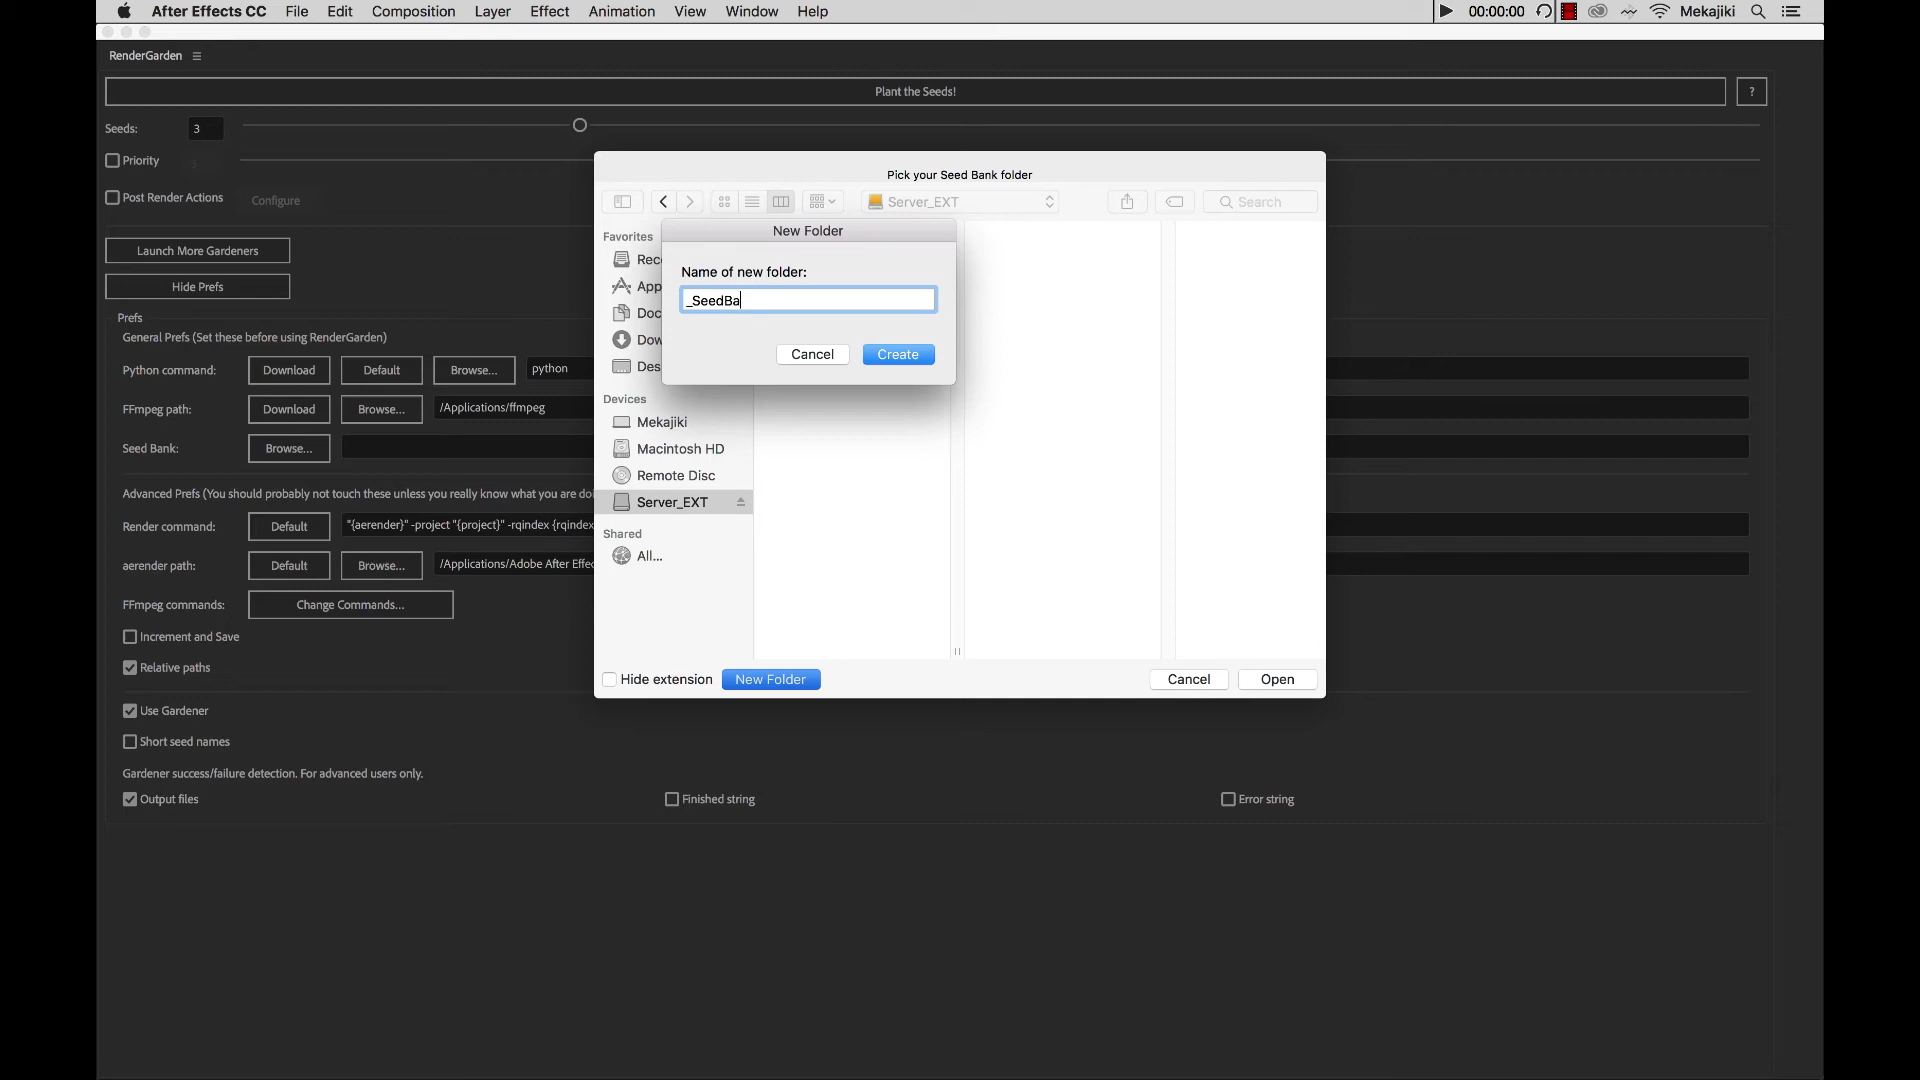 After Effects CC File Edit Composition Layer Effect Animation View Window Help 00:00:00 Mekajiki
RenderGarden
Plant the Seeds! ?
Seeds: 3
Priority
Post Render Actions Configure
Launch More Gardeners
Hide Prefs
Prefs
General Prefs (Set these before using RenderGarden)
Python command: Download Default Browse... python
FFmpeg path: Download Browse... /Applications/ffmpeg
Seed Bank: Browse...
Advanced Prefs (You should probably not touch these unless you really know what you are doi
Render command: Default "{aerender}" -project "{project}" -rqindex {rqindex
aerender path: Default Browse... /Applications/Adobe After Effec
FFmpeg commands: Change Commands...
Increment and Save
Relative paths
Use Gardener
Short seed names
Gardener success/failure detection. For advanced users only.
Output files Finished string Error string
Pick your Seed Bank folder
Server_EXT Search
Favorites
Rec
App
Doc
Dow
Des
Devices
Mekajiki
Macintosh HD
Remote Disc
Server_EXT
Shared
All...
New Folder
Name of new folder:
_SeedBa
Cancel Create
Hide extension New Folder Cancel Open